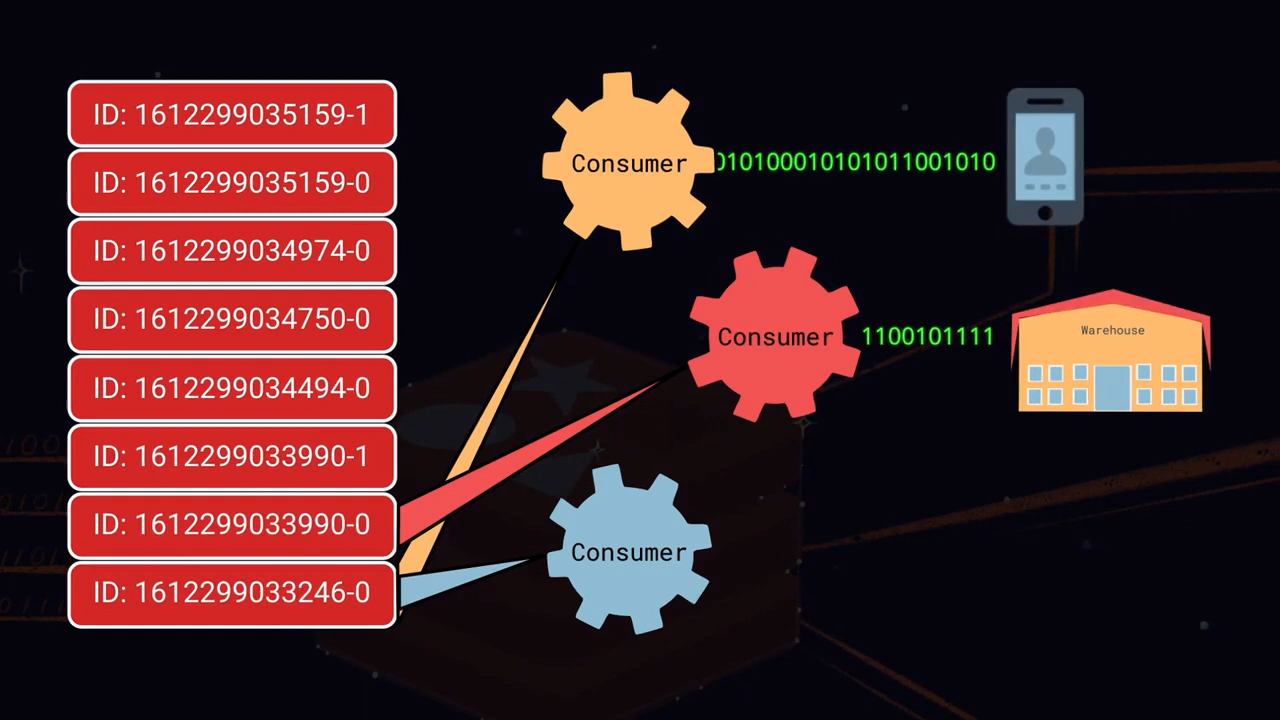 ID: 1612299035159-1
ID: 1612299035159-0
ID: 1612299034974-0
ID: 1612299034750-0
ID: 1612299034494-0
ID: 1612299033990-1
ID: 1612299033990-0
ID: 1612299033246-0
Consumer
010100010101011001010
Consumer
1100101111
Warehouse
Consumer